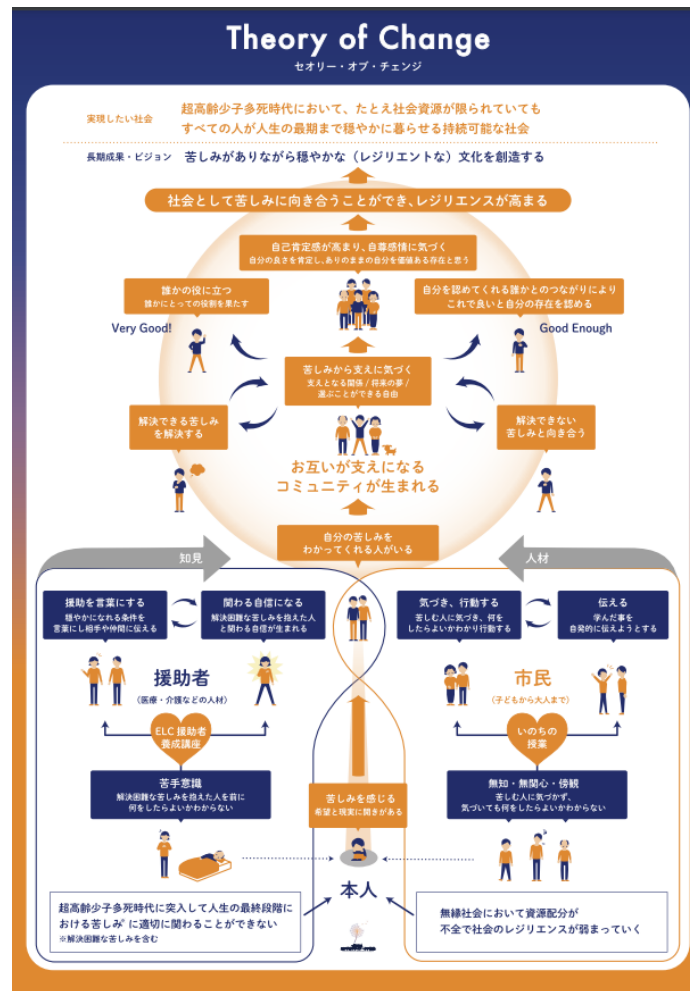 Theory of Change
セオリー・オブ・チェンジ
実現したい社会
超高齢少子多死時代において、たとえ社会資源が限られていても
すべての人が人生の最期まで穏やかに暮らせる持続可能な社会
長期成果・ビジョン 苦しみがありながら穏やかな（レジリエントな）文化を創造する
社会として苦しみに向き合うことができ、レジリエンスが高まる
自己肯定感が高まり、自尊感情に気づく
自分の良さを肯定し、ありのままの自分を価値ある存在と思う
誰かの役に立つ
誰かにとっての役割を果たす
Very Good!
自分を認めてくれる誰かとのつながりにより
これで良いと自分の存在を認める
Good Enough
苦しみから支えに気づく
支えとなる関係 / 将来の夢 /
選ぶことができる自由
解決できる苦しみ
を解決する
解決できない
苦しみと向き合う
お互いが支えになる
コミュニティが生まれる
自分の苦しみを
わかってくれる人がいる
知見
人材
援助を言葉にする
穏やかになれる条件を
言葉にし相手や仲間に伝える
関わる自信になる
解決困難な苦しみを抱えた人
と関わる自信が生まれる
気づき、行動する
苦しむ人に気づき、何を
したらよいかわかり行動する
伝える
学んだ事を
自発的に伝えようとする
援助者
（医療・介護などの人材）
市民
（子どもから大人まで）
ELC援助者
養成講座
いのちの
授業
苦手意識
解決困難な苦しみを抱えた人を前に
何をしたらよいかわからない
苦しみを感じる
希望と現実に開きがある
無知・無関心・傍観
苦しむ人に気づかず、
気づいても何をしたらよいかわからない
本人
超高齢少子多死時代に突入して人生の最終段階に
おける苦しみ※に適切に関わることができない
※解決困難な苦しみを含む
無縁社会において資源配分が
不全で社会のレジリエンスが弱まっていく